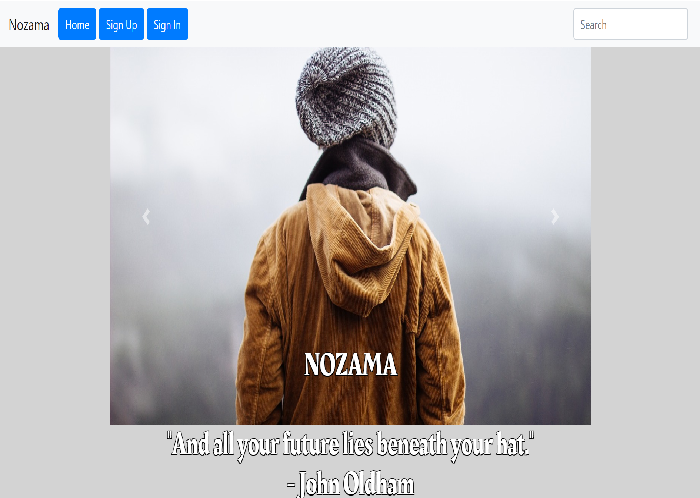 Nozama Home Sign Up Sign In Search
NOZAMA
"And all your future lies beneath your hat."
- John Oldham